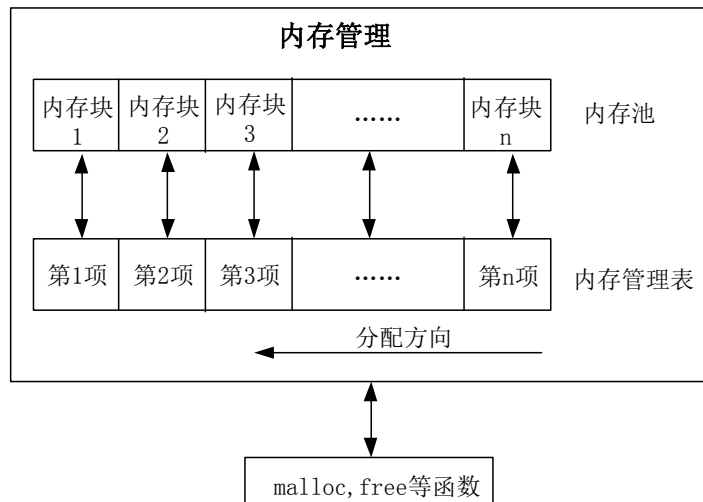 内存管理
内存块 内存块 内存块 …… 内存块 内存池
1 2 3 n
第1项 第2项 第3项 …… 第n项 内存管理表
分配方向
malloc,free等函数